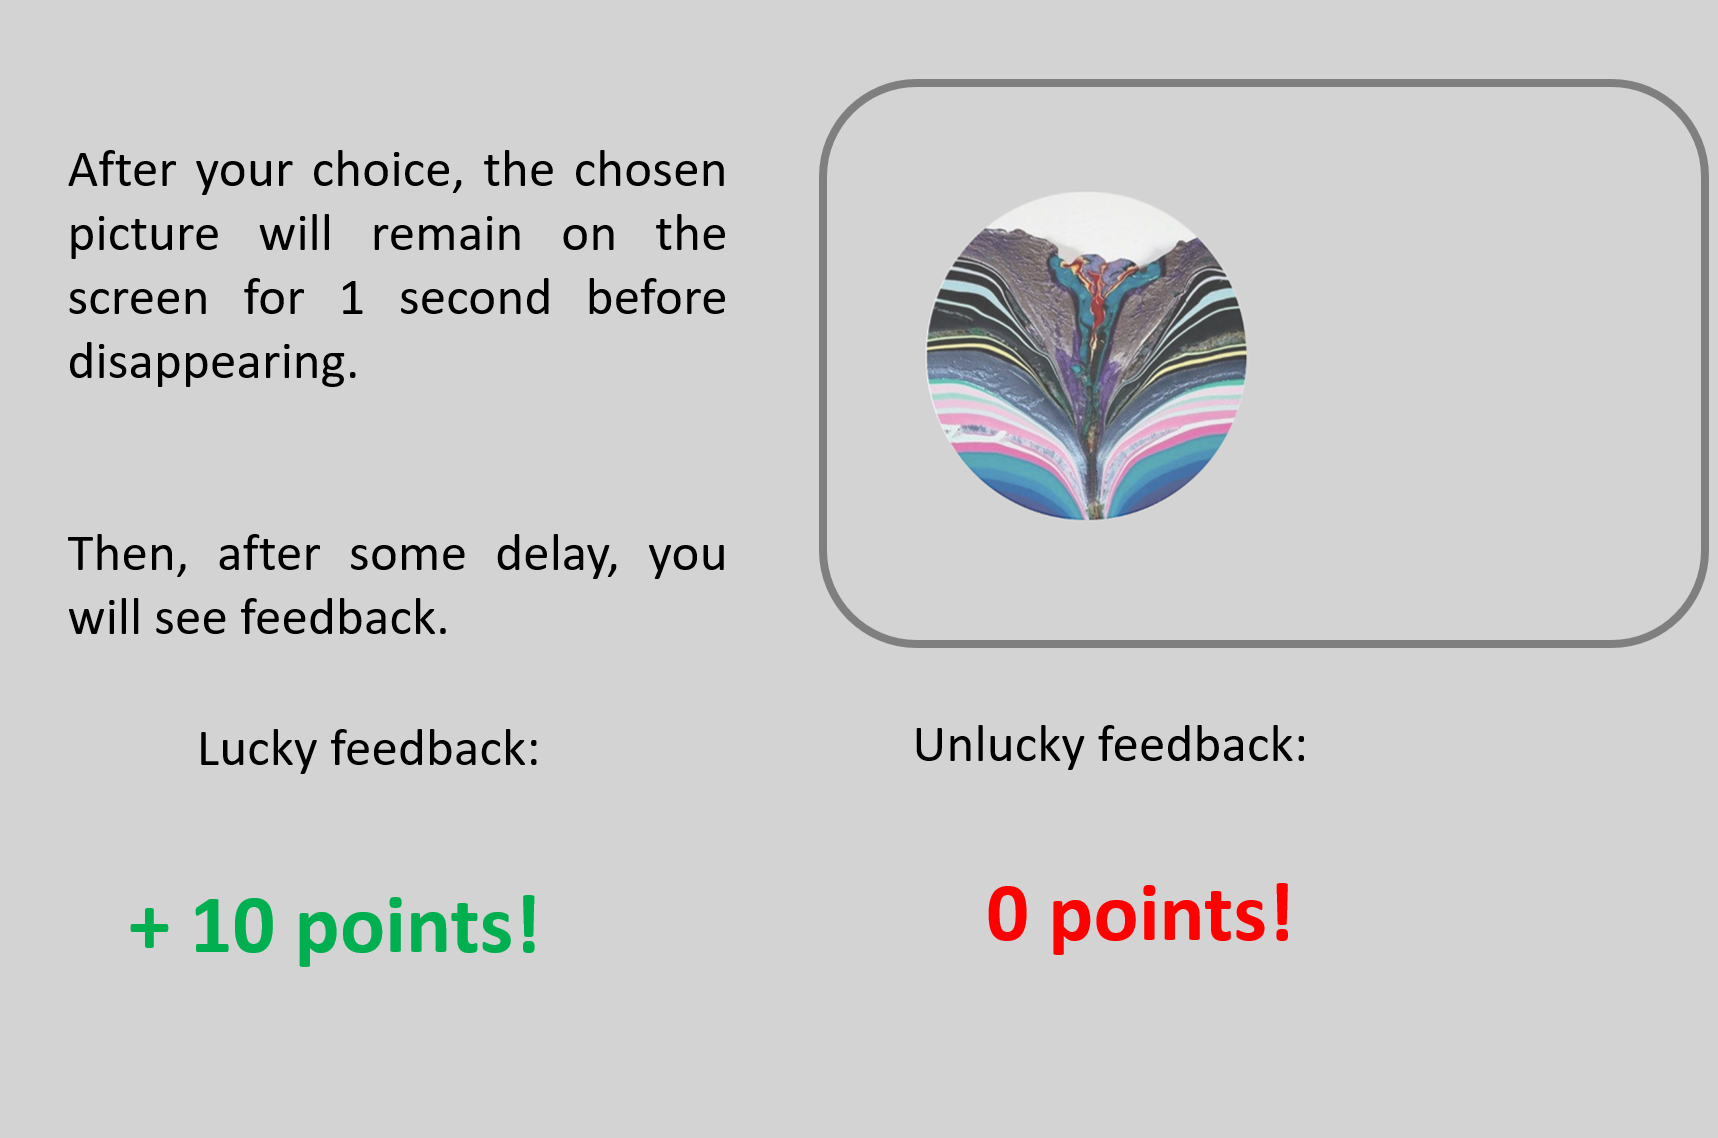 After your choice, the chosen
picture will remain on the
screen for 1 second before
disappearing.
Then, after some delay, you
will see feedback.
Lucky feedback:
Unlucky feedback:
+ 10 points!
0 points!